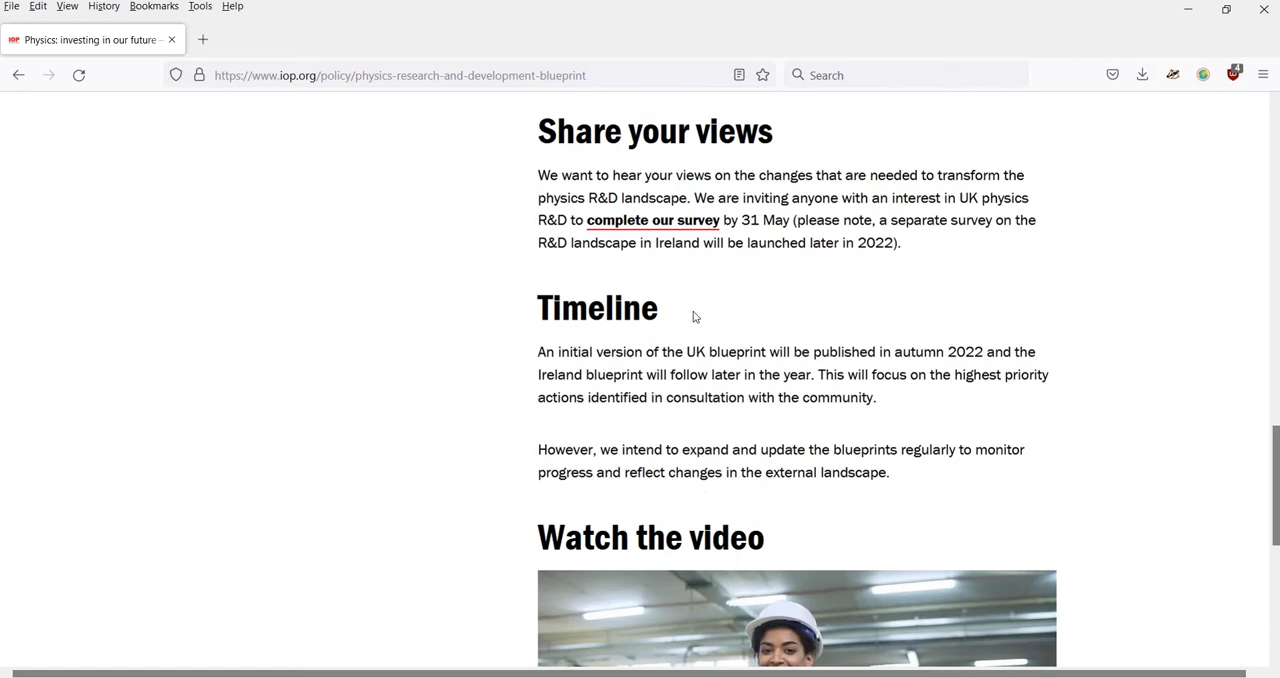 File Edit View History Bookmarks Tools Help
IOP Physics: investing in our future –
https://www.iop.org/policy/physics-research-and-development-blueprint
Search
4
Share your views
We want to hear your views on the changes that are needed to transform the
physics R&D landscape. We are inviting anyone with an interest in UK physics
R&D to complete our survey by 31 May (please note, a separate survey on the
R&D landscape in Ireland will be launched later in 2022).
Timeline
An initial version of the UK blueprint will be published in autumn 2022 and the
Ireland blueprint will follow later in the year. This will focus on the highest priority
actions identified in consultation with the community.
However, we intend to expand and update the blueprints regularly to monitor
progress and reflect changes in the external landscape.
Watch the video